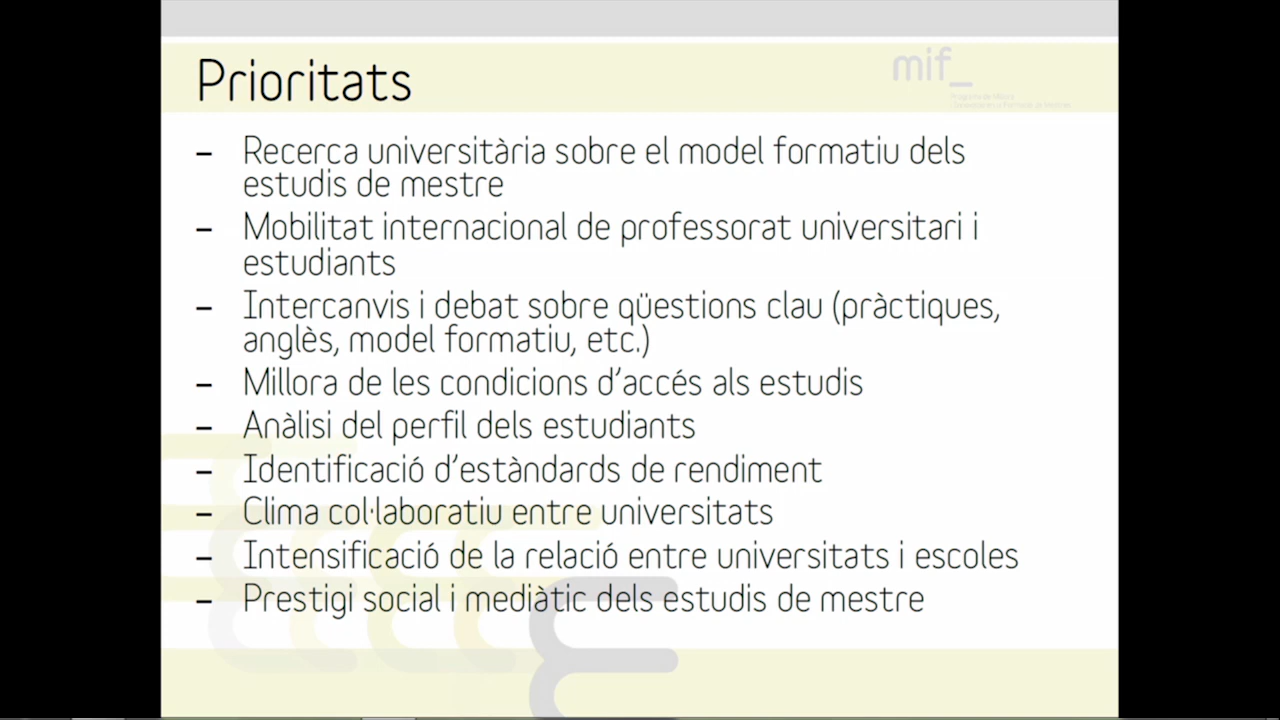 Prioritats
mif_
– Recerca universitària sobre el model formatiu dels
estudis de mestre
– Mobilitat internacional de professorat universitari i
estudiants
– Intercanvis i debat sobre qüestions clau (pràctiques,
anglès, model formatiu, etc.)
– Millora de les condicions d’accés als estudis
– Anàlisi del perfil dels estudiants
– Identificació d’estàndards de rendiment
– Clima col·laboratiu entre universitats
– Intensificació de la relació entre universitats i escoles
– Prestigi social i mediàtic dels estudis de mestre